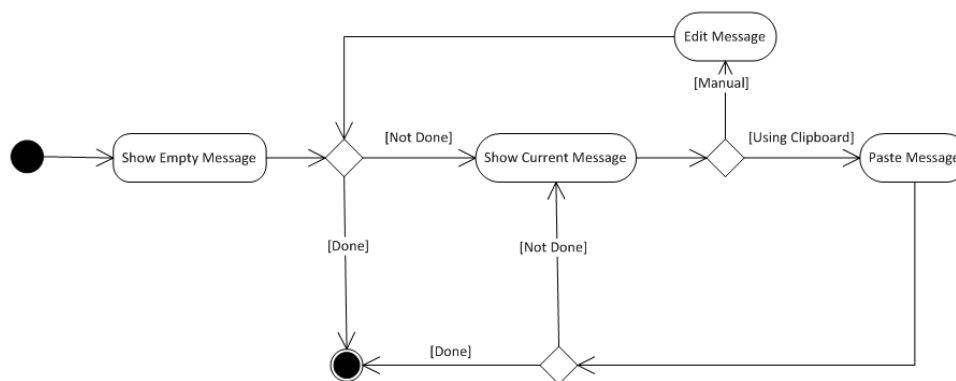 Edit Message
[Manual]
[Not Done]
[Using Clipboard]
Show Empty Message
Show Current Message
Paste Message
[Done]
[Not Done]
[Done]